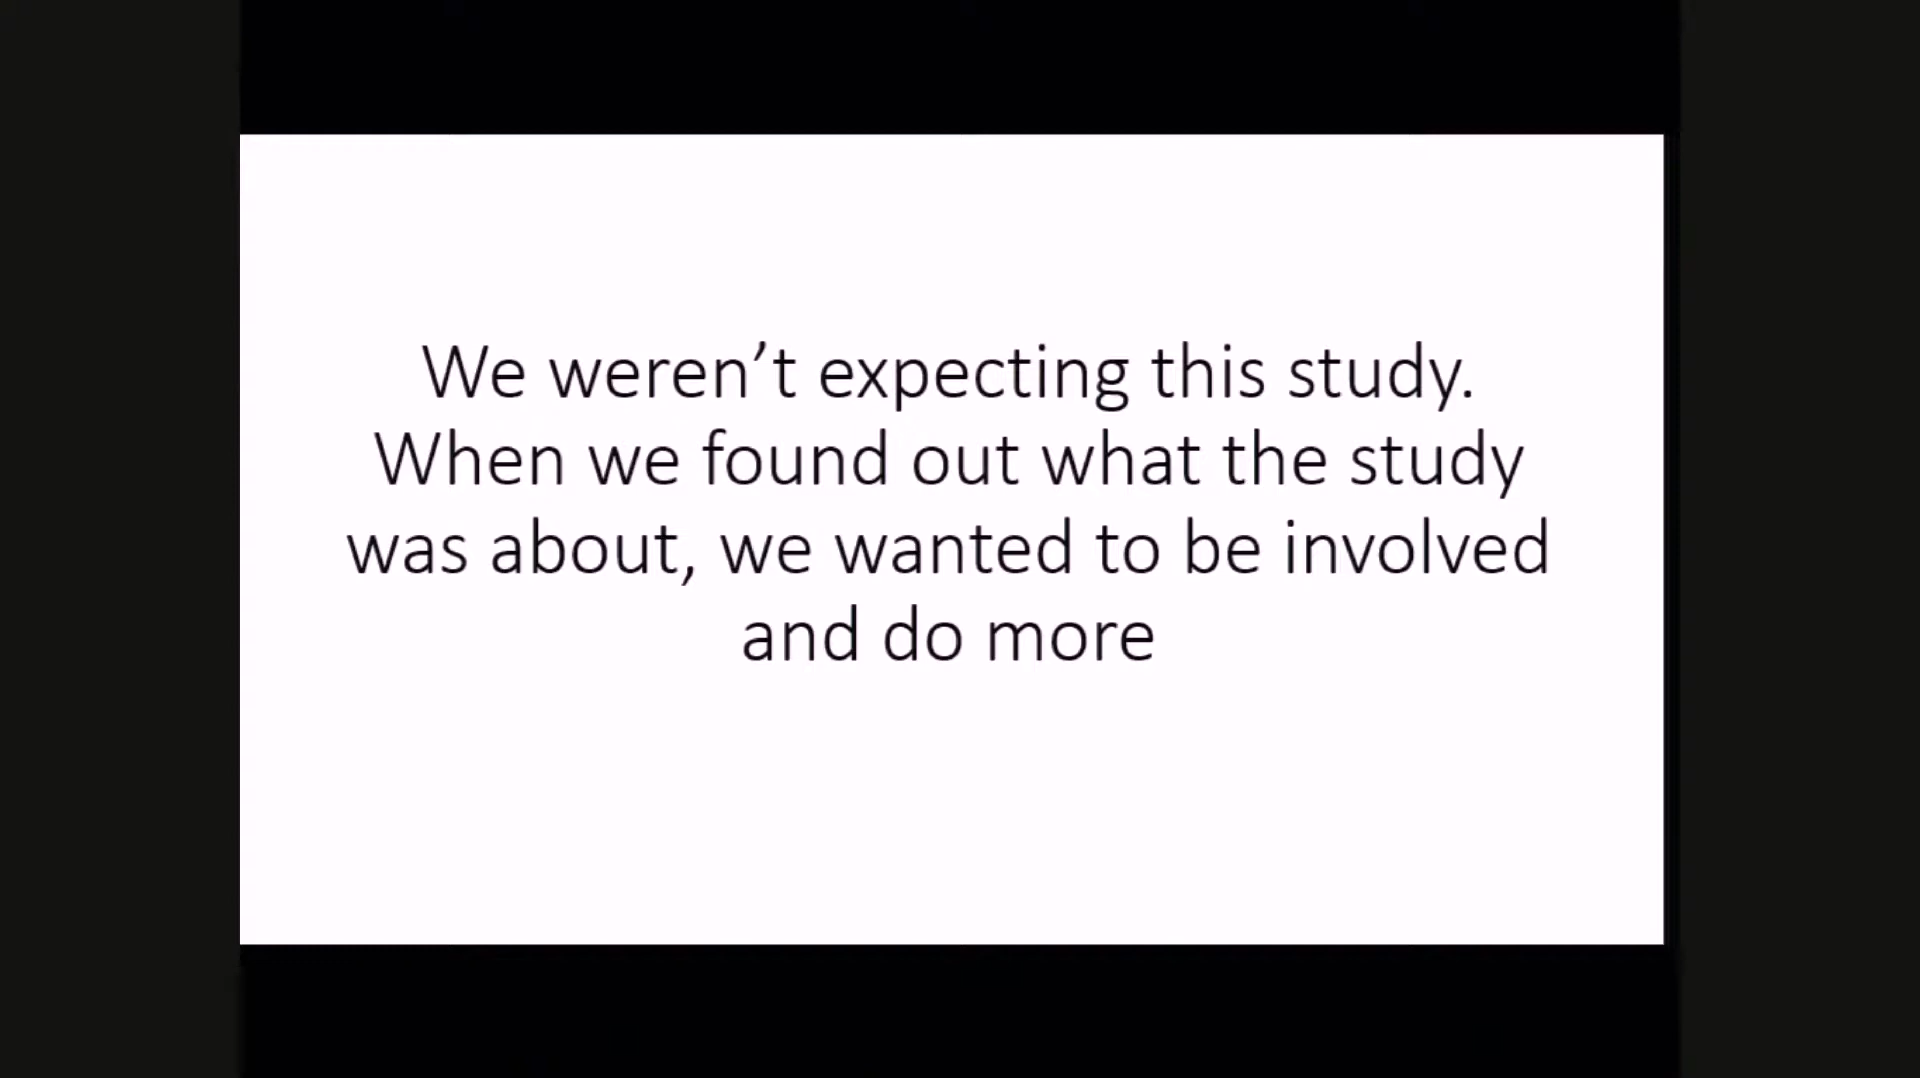 We weren’t expecting this study.
When we found out what the study
was about, we wanted to be involved
and do more